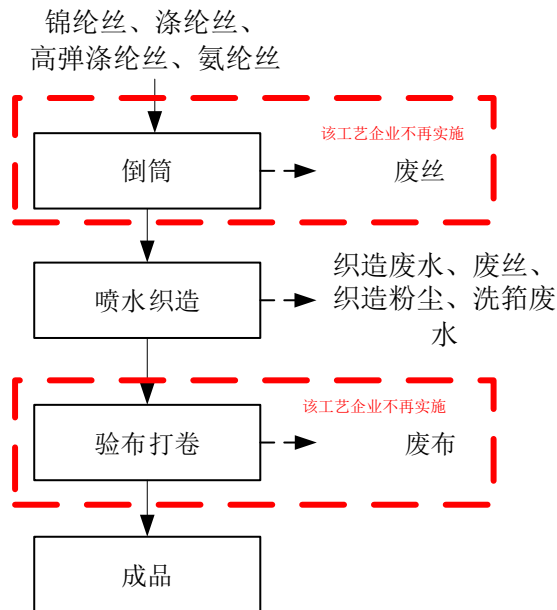 锦纶丝、涤纶丝、
高弹涤纶丝、氨纶丝
该工艺企业不再实施
倒筒
废丝
喷水织造
织造废水、废丝、
织造粉尘、洗筘废
水
该工艺企业不再实施
验布打卷
废布
成品